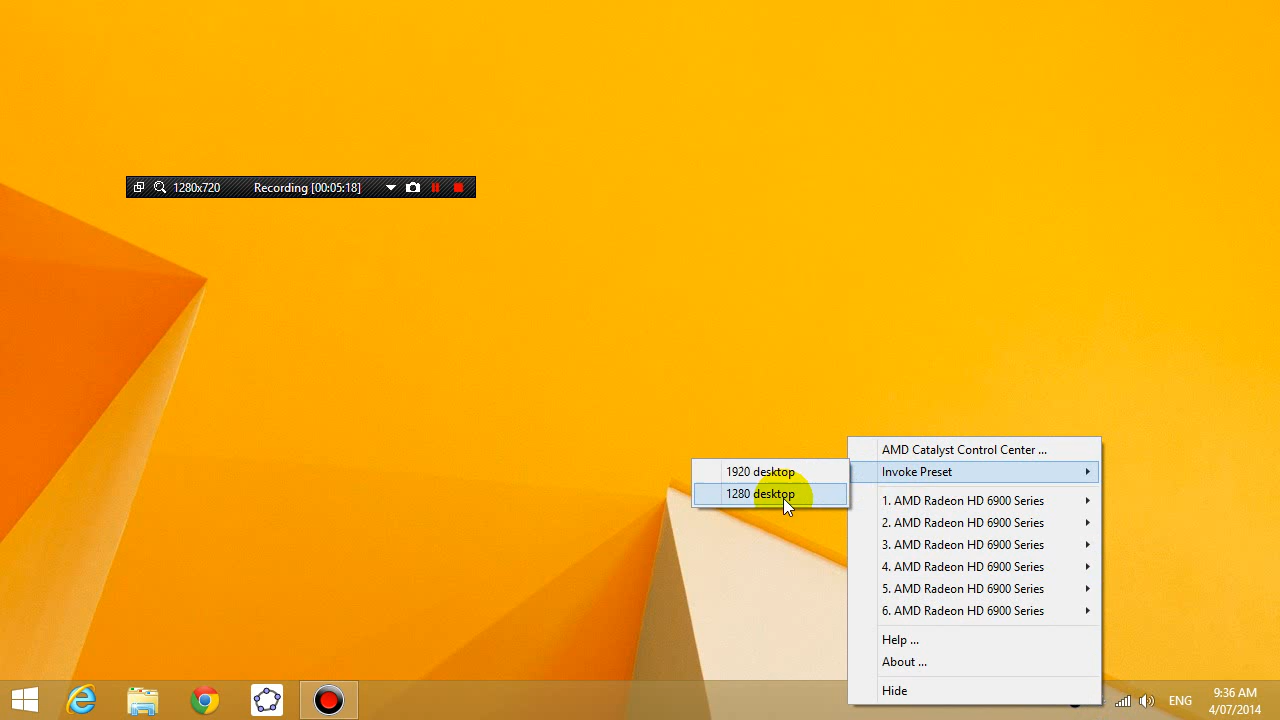 1280x720 Recording [00:05:18]
1920 desktop
1280 desktop
AMD Catalyst Control Center ...
Invoke Preset
1. AMD Radeon HD 6900 Series
2. AMD Radeon HD 6900 Series
3. AMD Radeon HD 6900 Series
4. AMD Radeon HD 6900 Series
5. AMD Radeon HD 6900 Series
6. AMD Radeon HD 6900 Series
Help ...
About ...
Hide
ENG
9:36 AM
4/07/2014